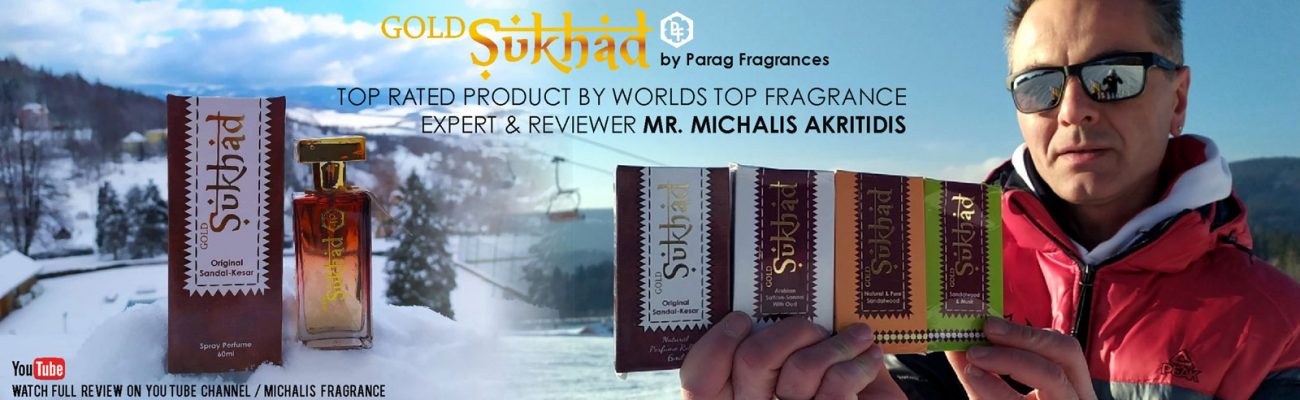 GOLD Sukhad by Parag Fragrances
TOP RATED PRODUCT BY WORLDS TOP FRAGRANCE
EXPERT & REVIEWER MR. MICHALIS AKRITIDIS
GOLD Sukhad
Original
Sandal-Kesar
Spray Perfume
60ml
Sukhad
GOLD Sukhad
Original
Sandal-Kesar
Natural
GOLD Sukhad
Arabian
Saffron-Sandal
With Oud
GOLD Sukhad
Natural & Pure
Sandalwood
GOLD Sukhad
Sandalwood
& Musk
PEAK
YouTube
WATCH FULL REVIEW ON YOUTUBE CHANNEL / MICHALIS FRAGRANCE